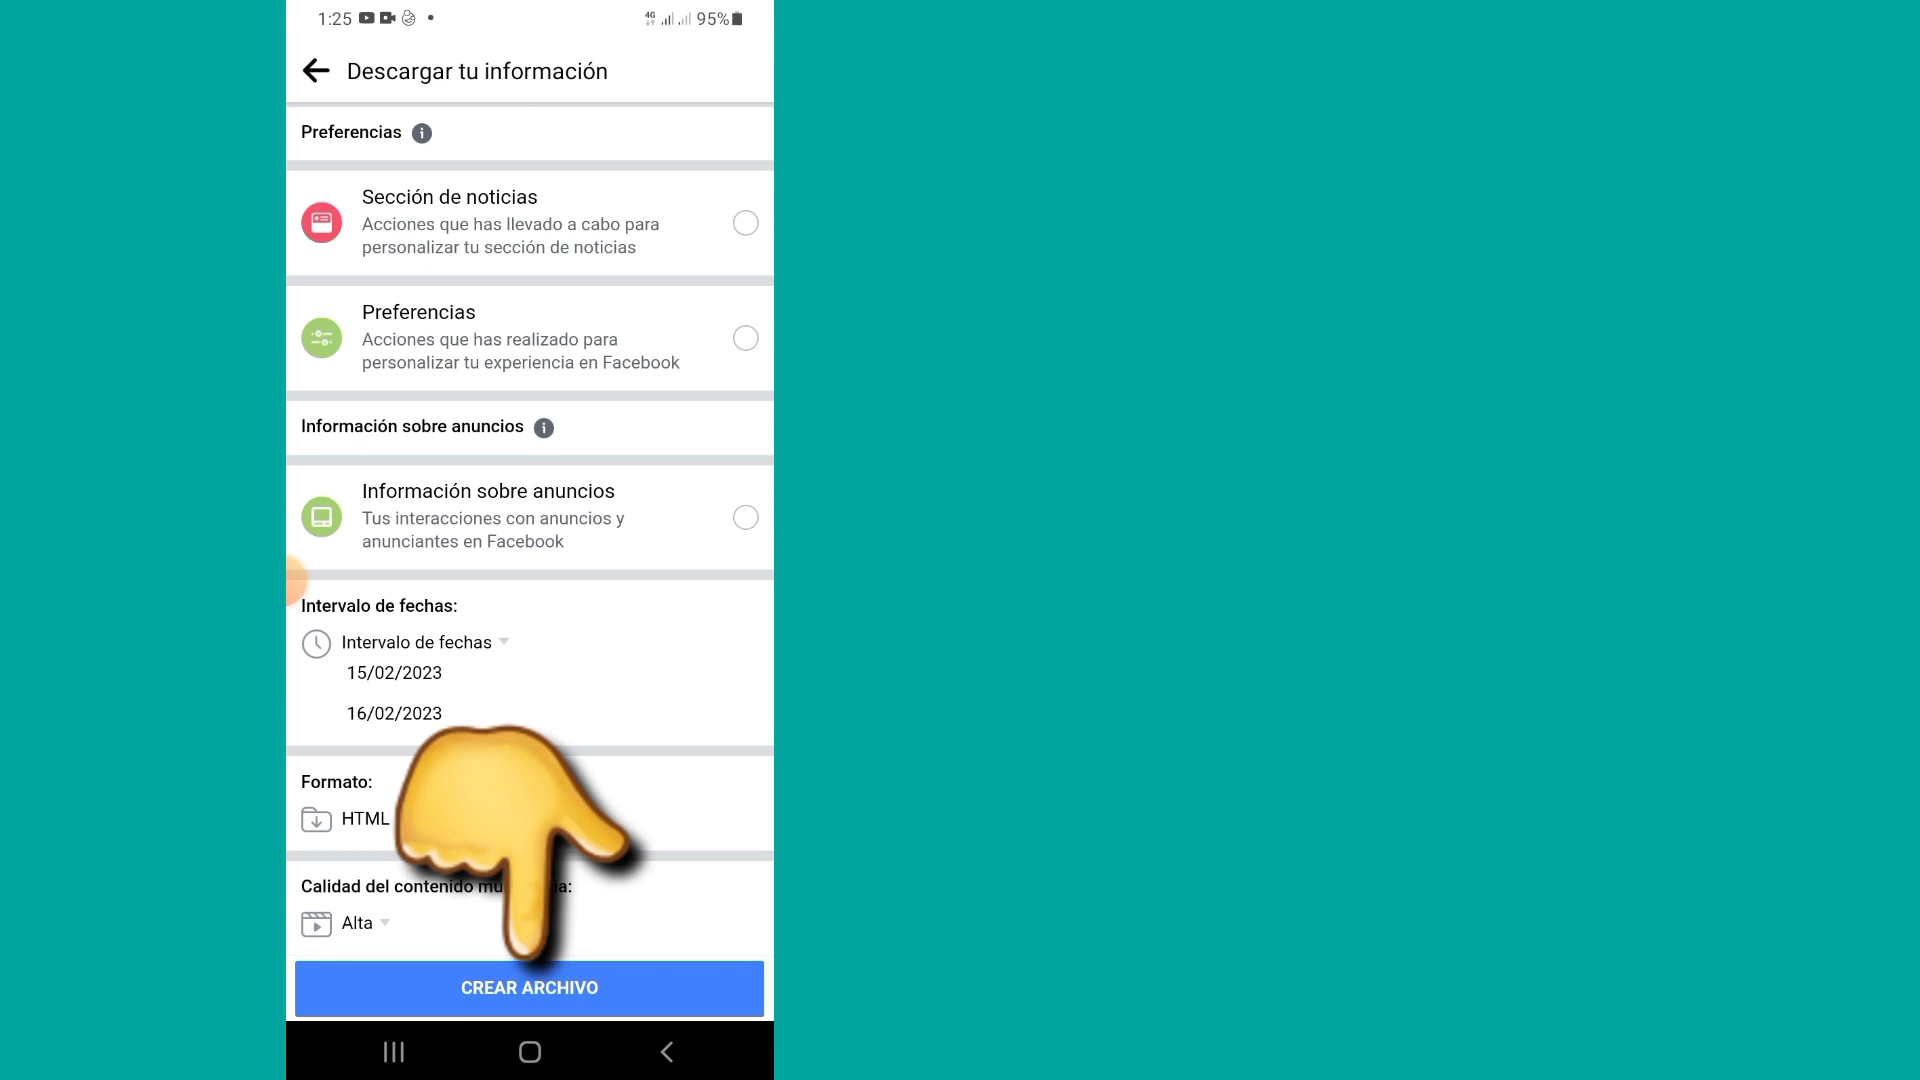 1:25
4G 95%
Descargar tu información
Preferencias
Sección de noticias
Acciones que has llevado a cabo para
personalizar tu sección de noticias
Preferencias
Acciones que has realizado para
personalizar tu experiencia en Facebook
Información sobre anuncios
Información sobre anuncios
Tus interacciones con anuncios y
anunciantes en Facebook
Intervalo de fechas:
Intervalo de fechas
15/02/2023
16/02/2023
Formato:
HTML
Calidad del contenido
Alta
CREAR ARCHIVO